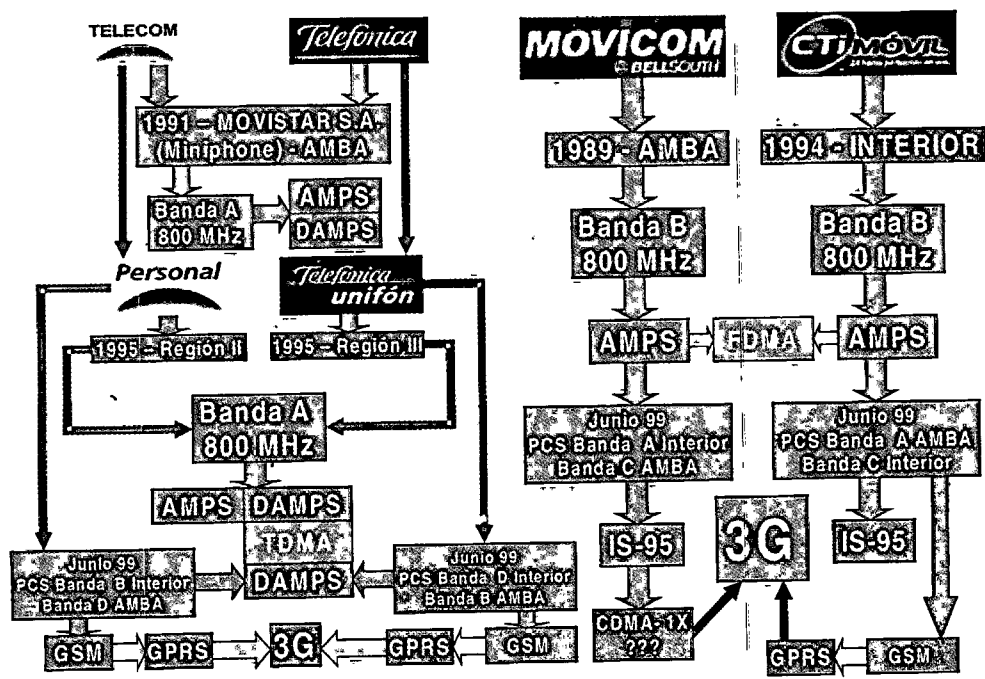 TELECOM
Telefónica
1991 – MOVISTAR S.A.
(Miniphone) - AMBA
Banda A
800 MHz
AMPS
DAMPS
Personal
Telefónica
unifón
1995 – Región II
1995 – Región III
Banda A
800 MHz
AMPS
DAMPS
TDMA
DAMPS
Junio 99
PCS Banda B Interior
Banda D AMBA
Junio 99
PCS Banda D Interior
Banda B AMBA
GSM
GPRS
3G
GPRS
GSM
MOVICOM
BELLSOUTH
1989 - AMBA
Banda B
800 MHz
AMPS
FDMA
Junio 99
PCS Banda A Interior
Banda C AMBA
IS-95
CDMA- 1X
???
3G
CTI MÓVIL
1994 - INTERIOR
Banda B
800 MHz
AMPS
Junio 99
PCS Banda A AMBA
Banda C Interior
IS-95
GPRS
GSM